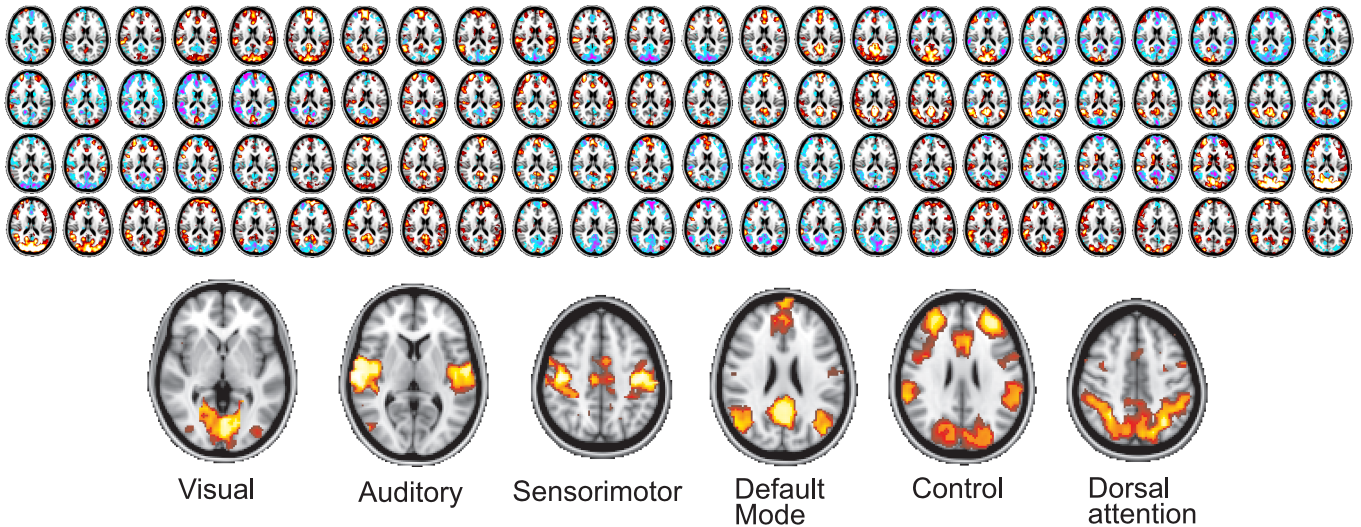 Visual
Auditory
Sensorimotor
Default
Mode
Control
Dorsal
attention